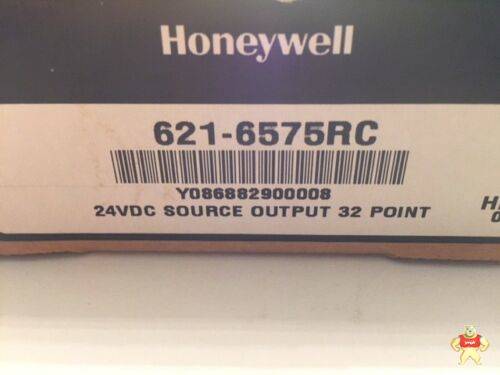 Honeywell
621-6575RC
Y086882900008
24VDC SOURCE OUTPUT 32 POINT